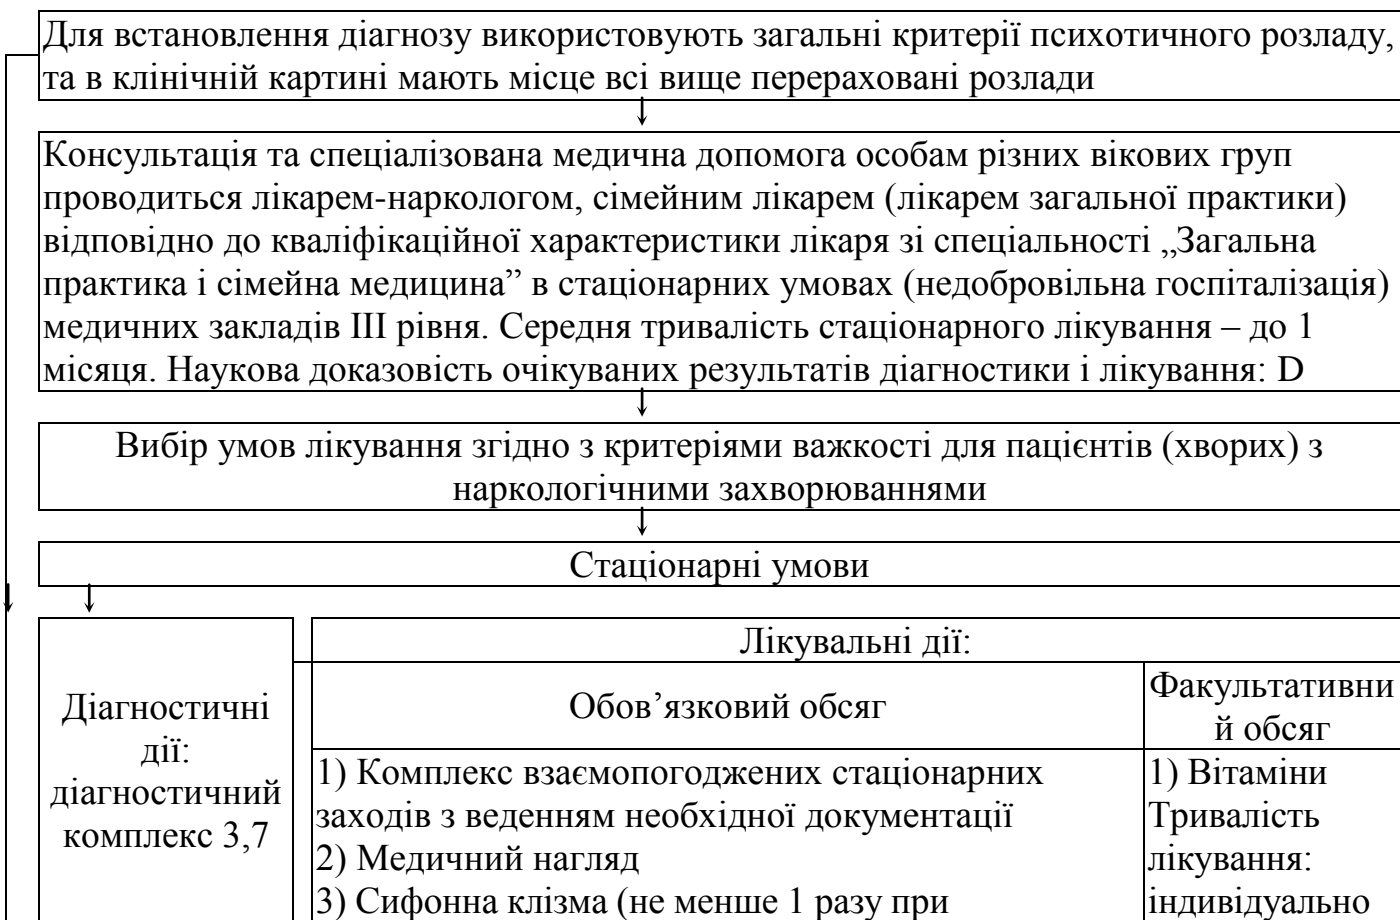 Для встановлення діагнозу використовують загальні критерії психотичного розладу,
та в клінічній картині мають місце всі вище перераховані розлади
Консультація та спеціалізована медична допомога особам різних вікових груп
проводиться лікарем-наркологом, сімейним лікарем (лікарем загальної практики)
відповідно до кваліфікаційної характеристики лікаря зі спеціальності „Загальна
практика і сімейна медицина” в стаціонарних умовах (недобровільна госпіталізація)
медичних закладів III рівня. Середня тривалість стаціонарного лікування – до 1
місяця. Наукова доказовість очікуваних результатів діагностики і лікування: D
Вибір умов лікування згідно з критеріями важкості для пацієнтів (хворих) з
наркологічними захворюваннями
Стаціонарні умови
Діагностичні
дії:
діагностичний
комплекс 3,7
Лікувальні дії:
Обов’язковий обсяг
1) Комплекс взаємопогоджених стаціонарних
заходів з веденням необхідної документації
2) Медичний нагляд
3) Сифонна клізма (не менше 1 разу при
Факультативни
й обсяг
1) Вітаміни
Тривалість
лікування:
індивідуально